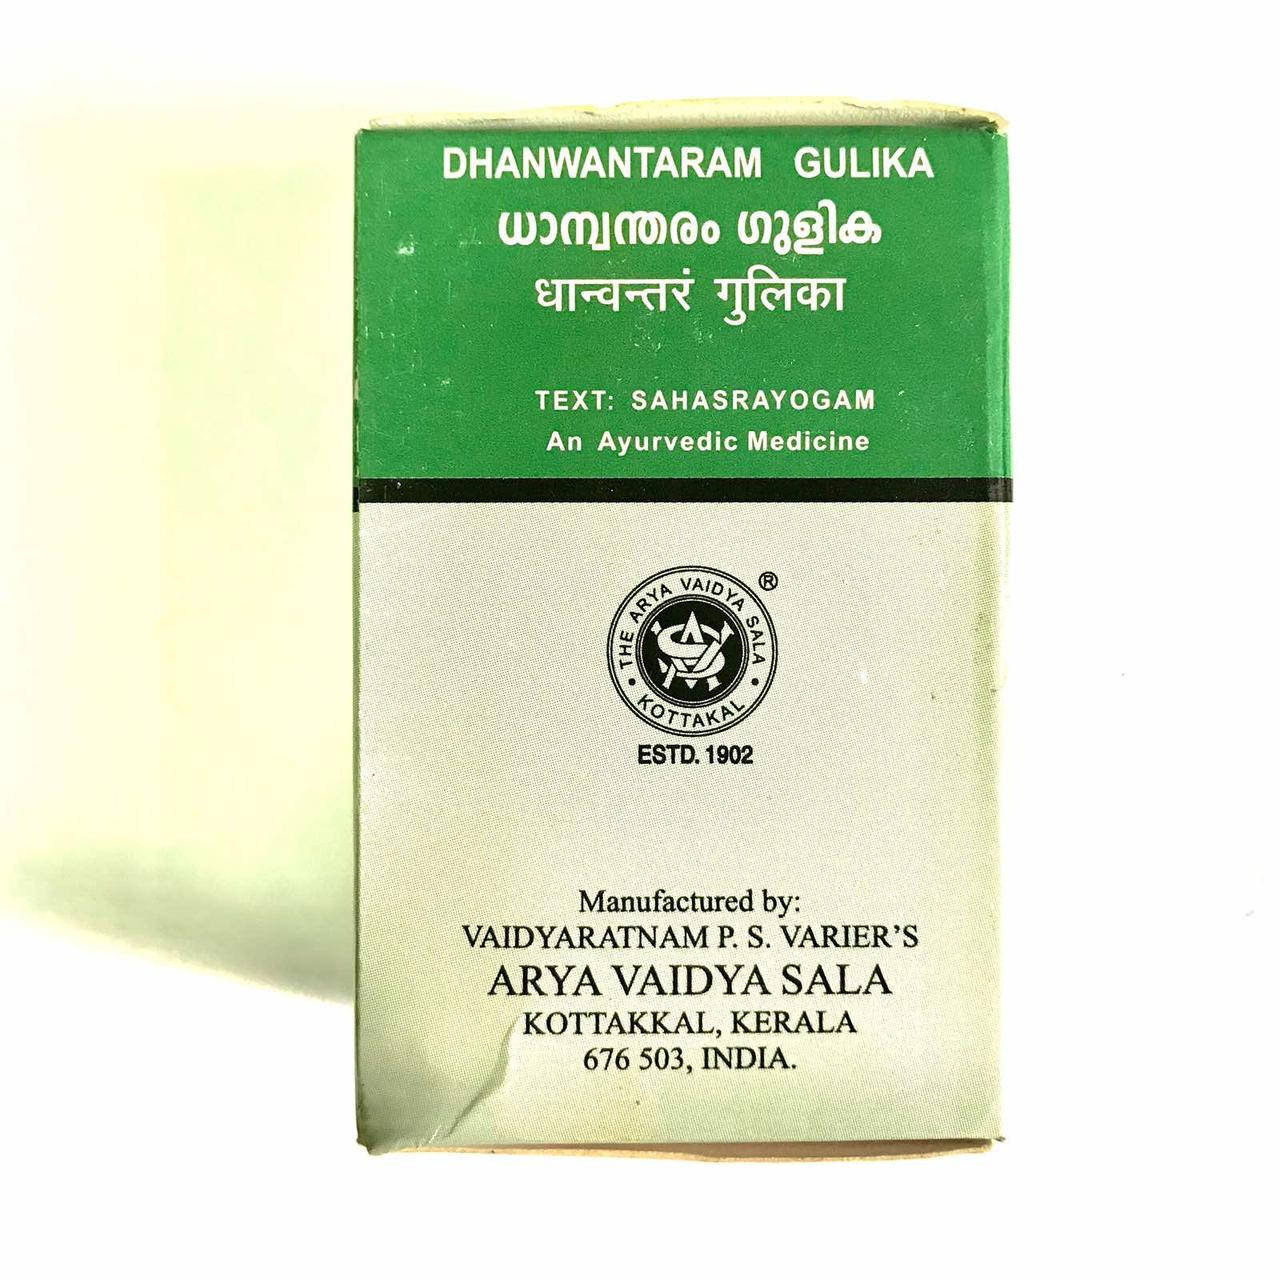 DHANWANTARAM GULIKA
ധാന്വന്തരം ഗുളിക
धान्वन्तरं गुलिका
TEXT: SAHASRAYOGAM
An Ayurvedic Medicine
THE ARYA VAIDYA SALA
®
• KOTTAKAL •
ESTD. 1902
Manufactured by:
VAIDYARATNAM P. S. VARIER’S
ARYA VAIDYA SALA
KOTTAKKAL, KERALA
676 503, INDIA.